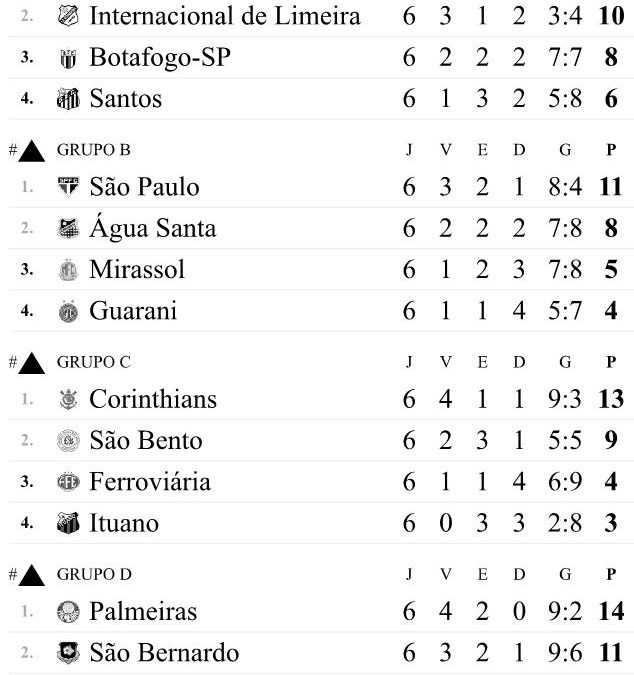 2. Internacional de Limeira 6 3 1 2 3:4 10
3. Botafogo-SP 6 2 2 2 7:7 8
4. Santos 6 1 3 2 5:8 6
# GRUPO B J V E D G P
1. São Paulo 6 3 2 1 8:4 11
2. Água Santa 6 2 2 2 7:8 8
3. Mirassol 6 1 2 3 7:8 5
4. Guarani 6 1 1 4 5:7 4
# GRUPO C J V E D G P
1. Corinthians 6 4 1 1 9:3 13
2. São Bento 6 2 3 1 5:5 9
3. Ferroviária 6 1 1 4 6:9 4
4. Ituano 6 0 3 3 2:8 3
# GRUPO D J V E D G P
1. Palmeiras 6 4 2 0 9:2 14
2. São Bernardo 6 3 2 1 9:6 11